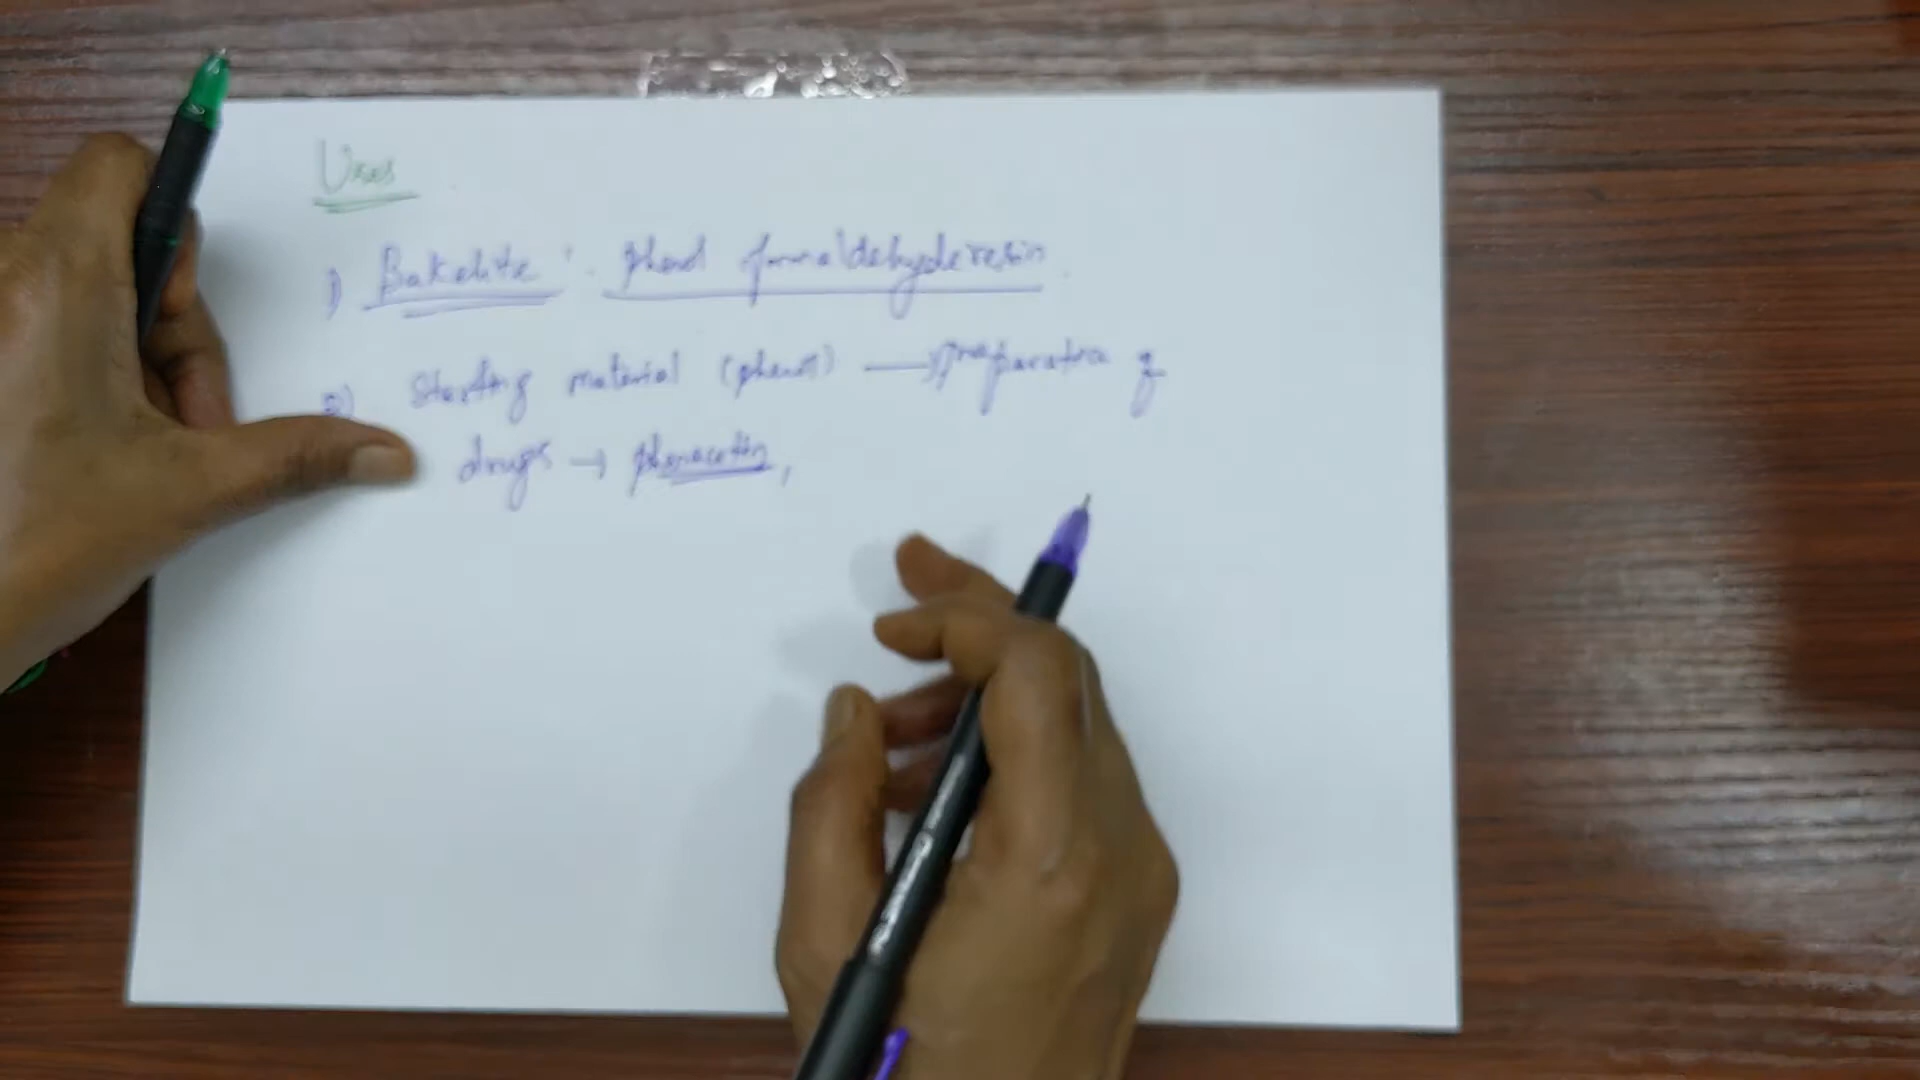 Uses
1) Bakelite : phenol formaldehyde resin.
2) Starting material (phenol) → preparation of
drugs → phenacetin,